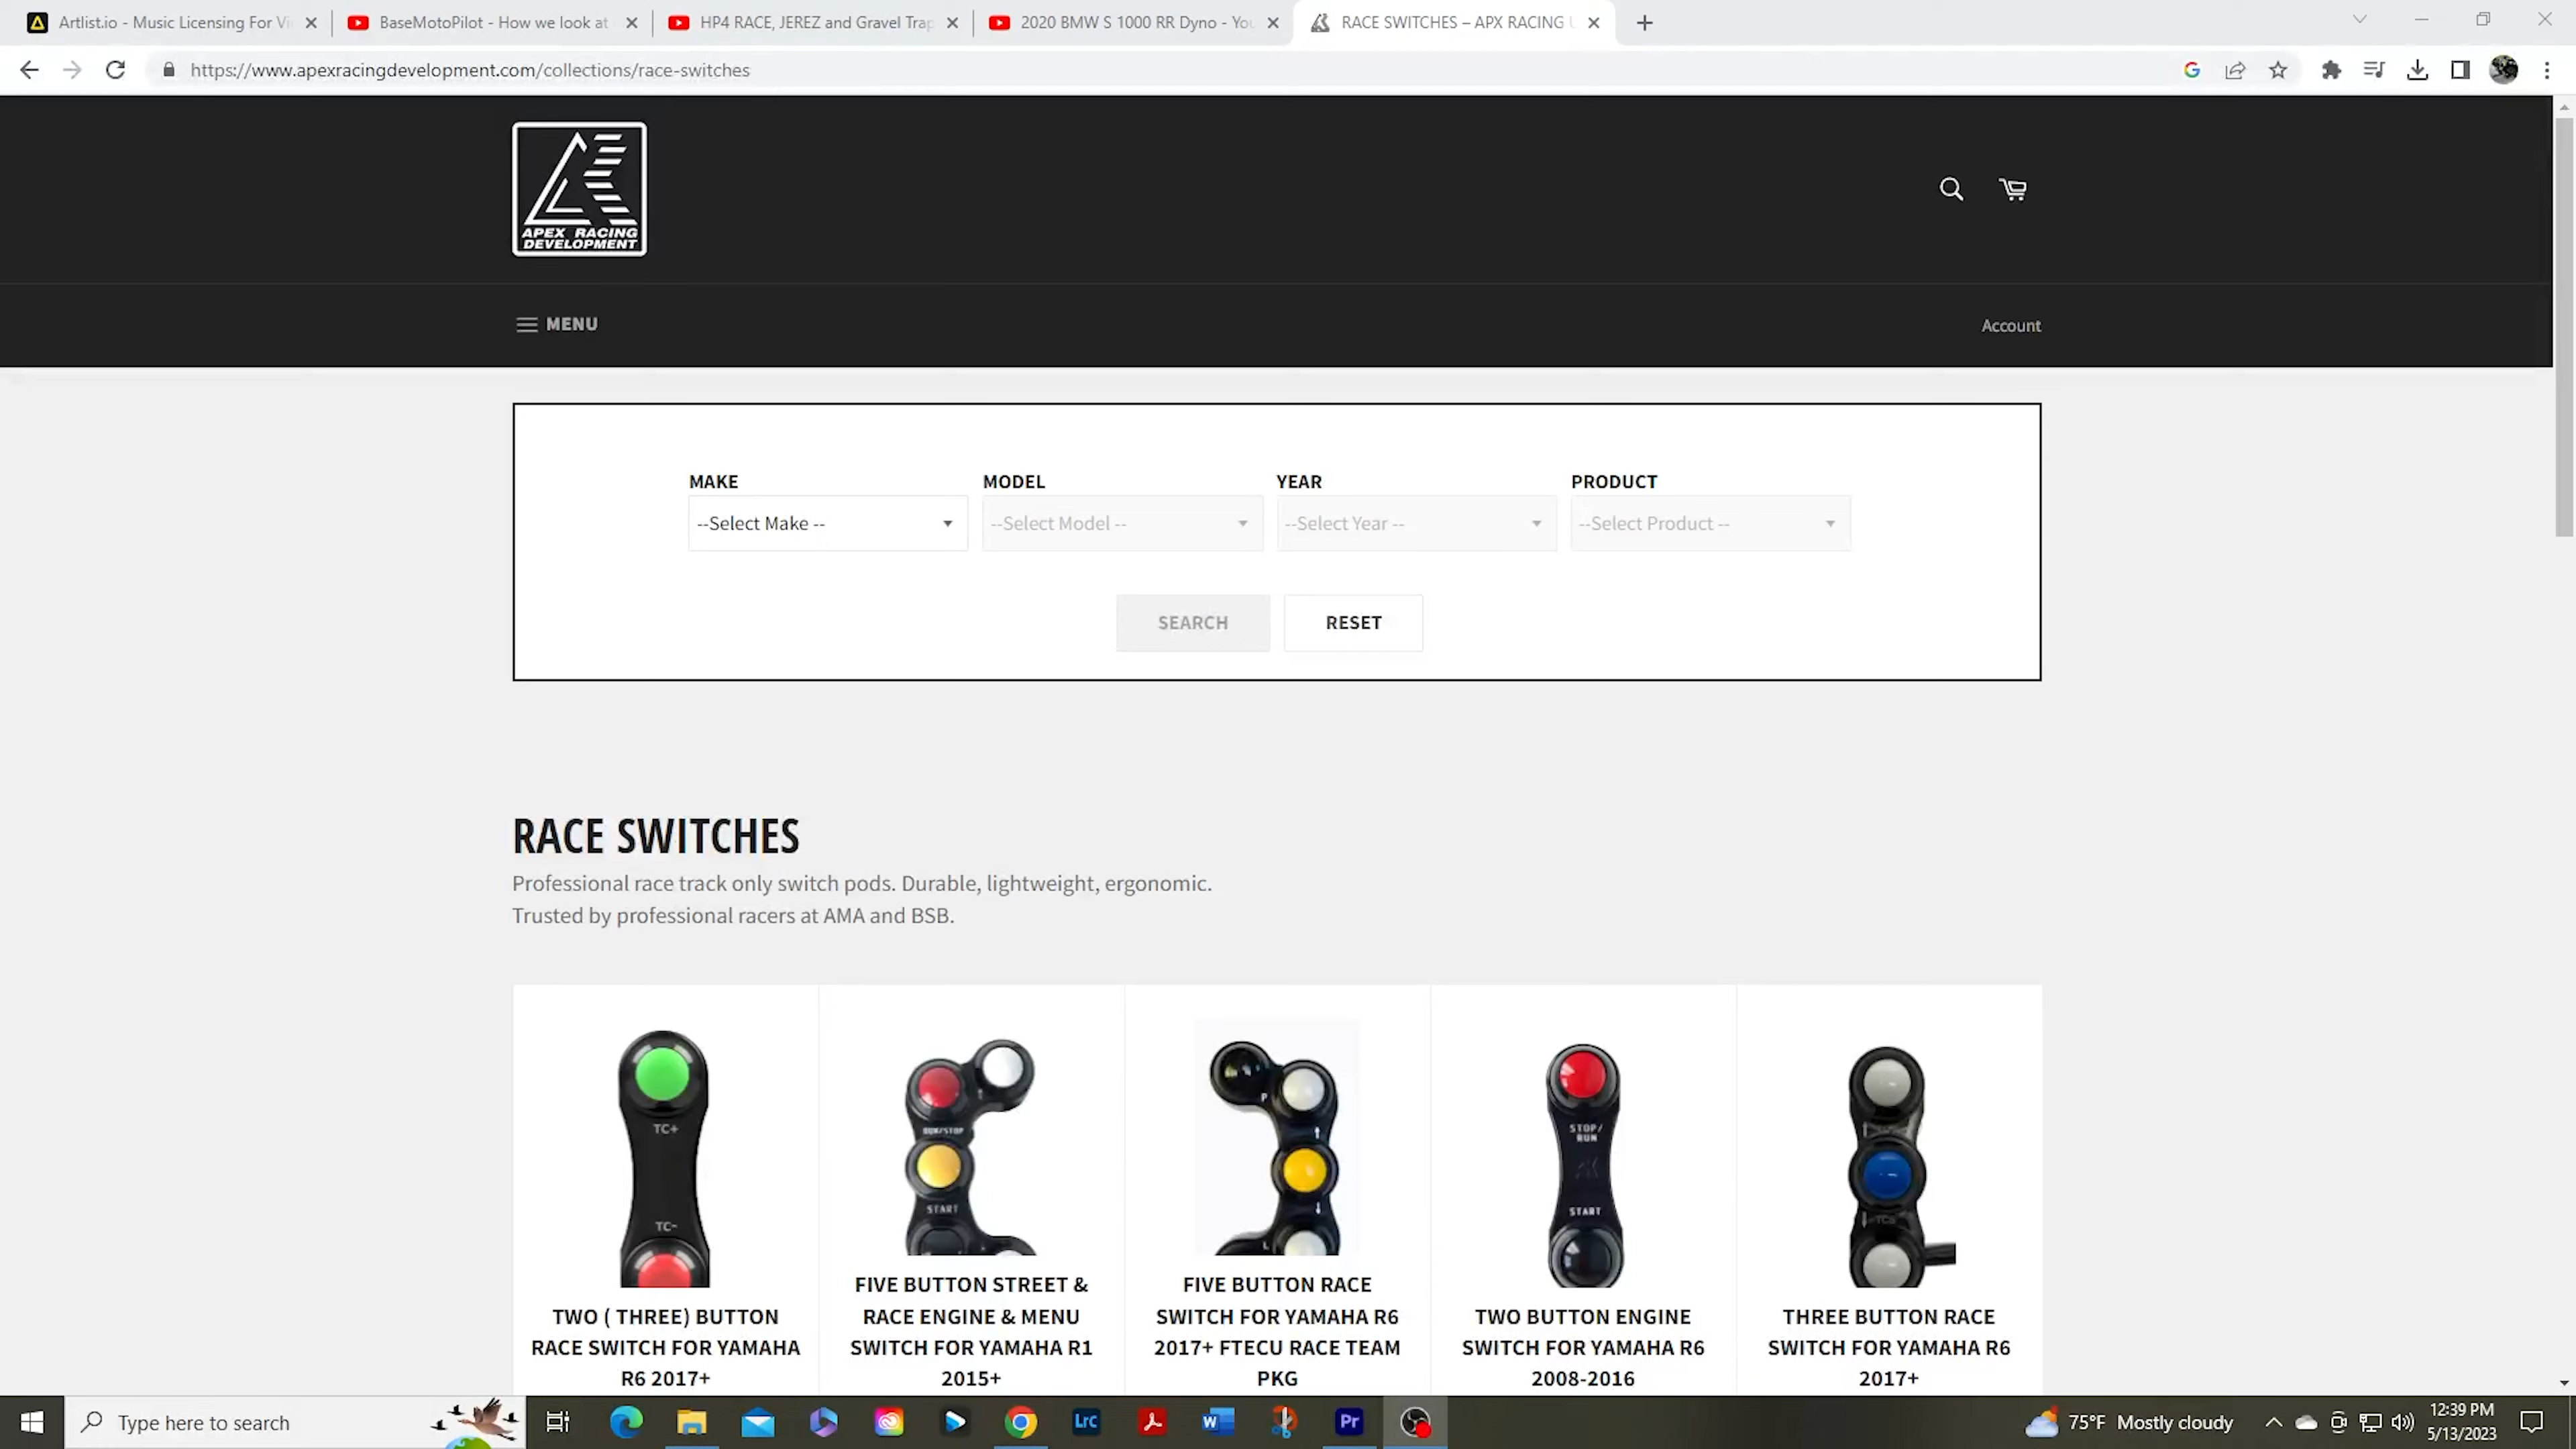 Artlist.io - Music Licensing For Vi
BaseMotoPilot - How we look at
HP4 RACE, JEREZ and Gravel Trap
2020 BMW S 1000 RR Dyno - You
RACE SWITCHES – APX RACING U
https://www.apexracingdevelopment.com/collections/race-switches
APEX RACING
DEVELOPMENT
MENU
Account
MAKE MODEL YEAR PRODUCT
--Select Make -- --Select Model -- --Select Year -- --Select Product --
SEARCH RESET
RACE SWITCHES
Professional race track only switch pods. Durable, lightweight, ergonomic.
Trusted by professional racers at AMA and BSB.
TC+
TC-
RUN/STOP
START
P
L
STOP/
RUN
START
TWO ( THREE) BUTTON
RACE SWITCH FOR YAMAHA
R6 2017+
FIVE BUTTON STREET &
RACE ENGINE & MENU
SWITCH FOR YAMAHA R1
2015+
FIVE BUTTON RACE
SWITCH FOR YAMAHA R6
2017+ FTECU RACE TEAM
PKG
TWO BUTTON ENGINE
SWITCH FOR YAMAHA R6
2008-2016
THREE BUTTON RACE
SWITCH FOR YAMAHA R6
2017+
Type here to search
Lrc
W
Pr
75°F Mostly cloudy
12:39 PM
5/13/2023